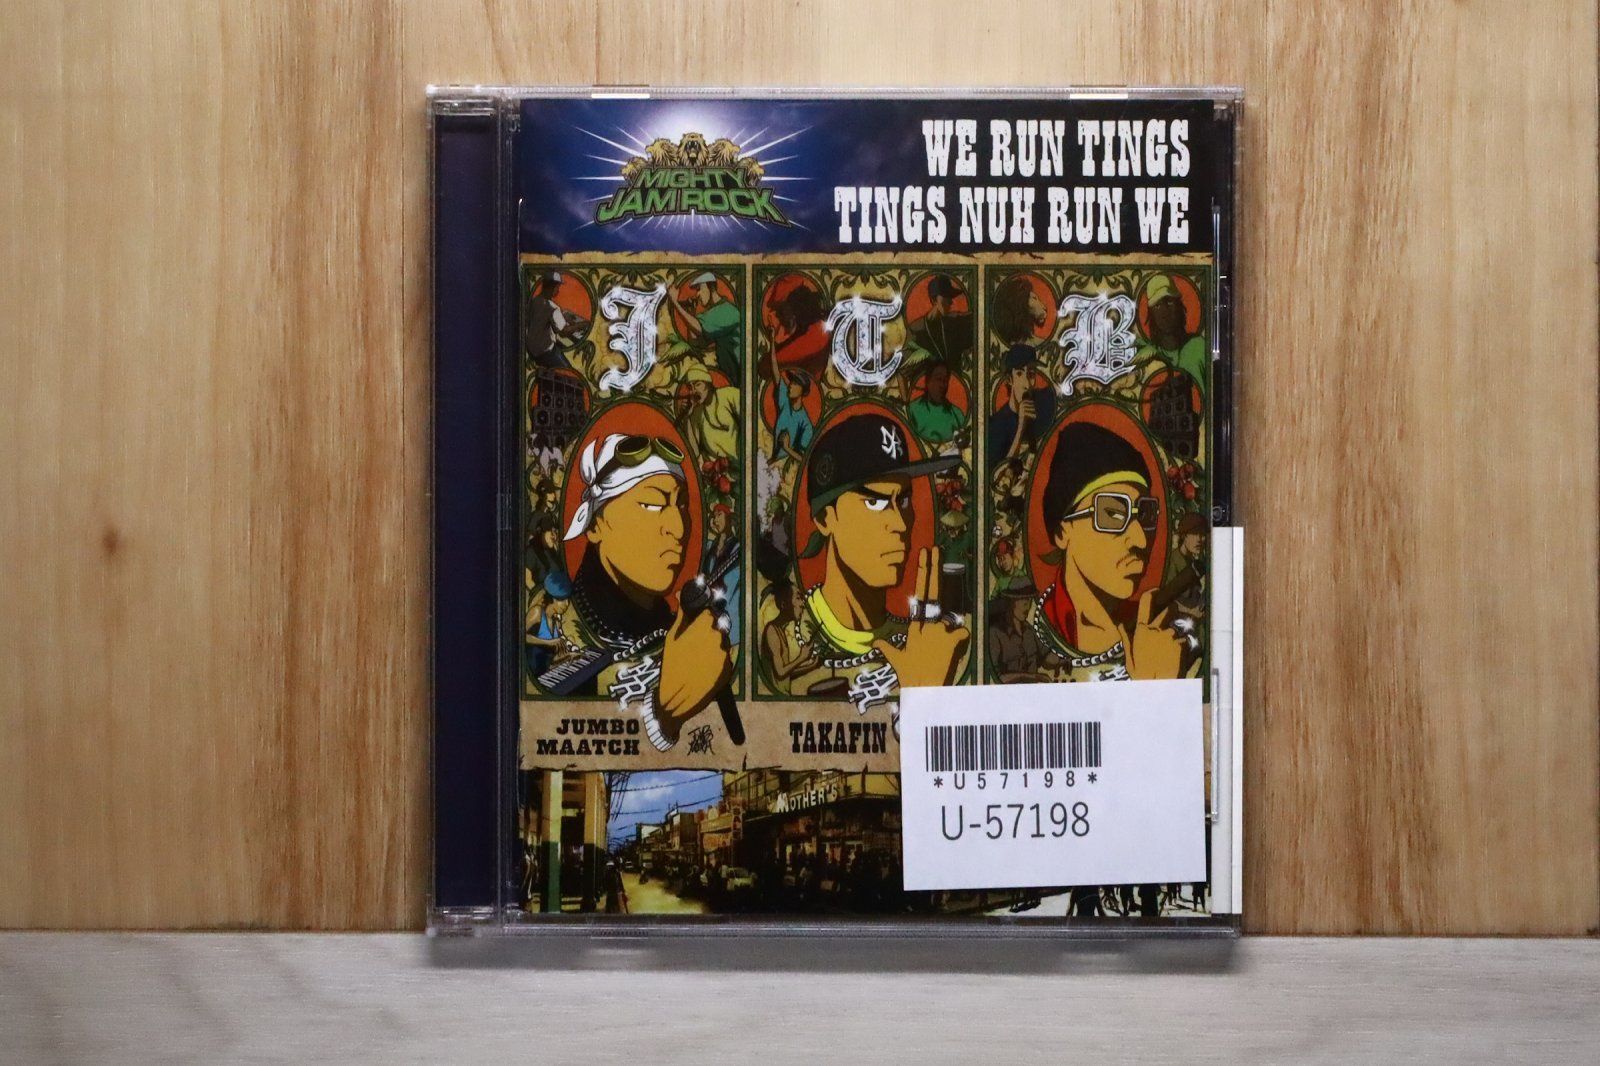 MIGHTY
JAM ROCK
WE RUN TINGS
TINGS NUH RUN WE
J
T
B
JUMBO
MAATCH
TAKAFIN
MOTHER'S
*U57198*
U-57198